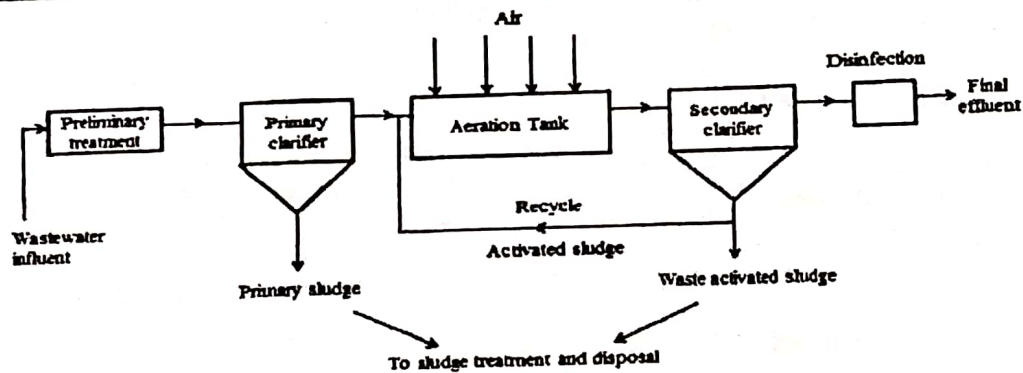 Air
Disinfection
Final
effluent
Preliminary
treatment
Primary
clarifier
Aeration Tank
Secondary
clarifier
Recycle
Activated sludge
Wastewater
influent
Primary sludge
Waste activated sludge
To sludge treatment and disposal